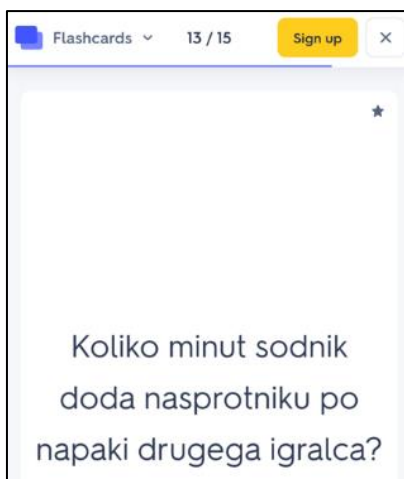 Flashcards 13 / 15 Sign up
Koliko minut sodnik
doda nasprotniku po
napaki drugega igralca?